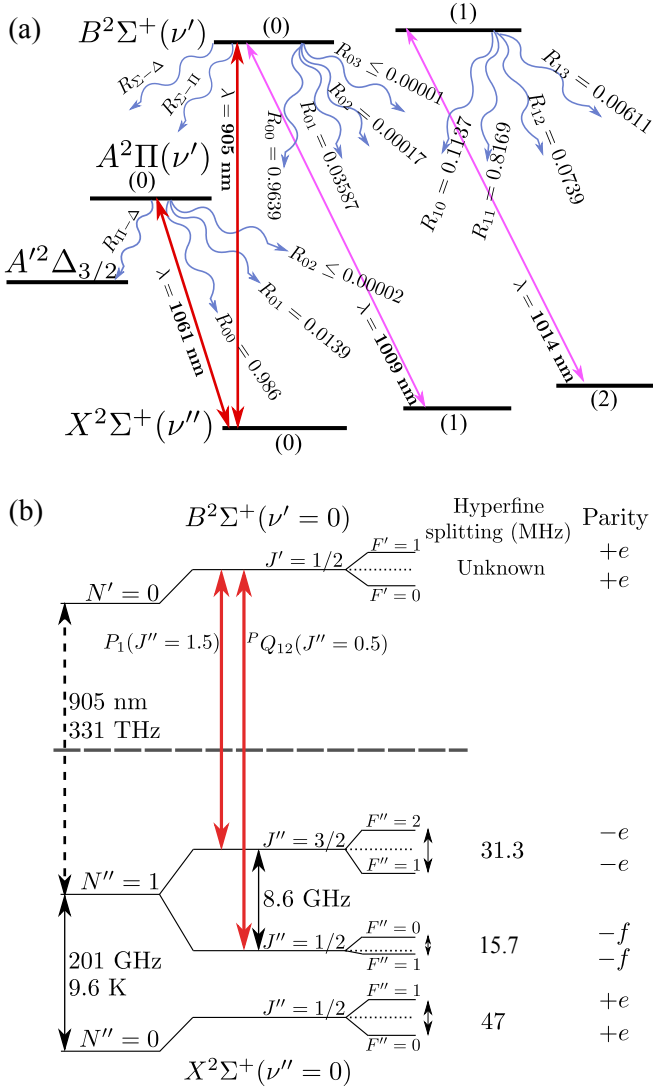 (a)
B²Σ⁺(ν′)
(0)
(1)
R_{Σ−Δ}
R_{Σ−Π}
λ = 905 nm
R₀₀ = 0.9639
R₀₁ = 0.03587
R₀₂ = 0.00017
R₀₃ ≤ 0.00001
R₁₀ = 0.1137
R₁₁ = 0.8169
R₁₂ = 0.0739
R₁₃ = 0.00611
A²Π(ν′)
(0)
R_{Π−Δ}
A′²Δ_{3/2}
λ = 1061 nm
R₀₀ = 0.986
R₀₁ = 0.0139
R₀₂ ≤ 0.00002
λ = 1009 nm
λ = 1014 nm
X²Σ⁺(ν″)
(0)
(1)
(2)
(b)
B²Σ⁺(ν′ = 0)
Hyperfine
splitting (MHz)
Parity
N′ = 0
J′ = 1/2
F′ = 1
F′ = 0
Unknown
+e
+e
P₁(J″ = 1.5)
ᴾQ₁₂(J″ = 0.5)
905 nm
331 THz
N″ = 1
J″ = 3/2
F″ = 2
F″ = 1
31.3
−e
−e
8.6 GHz
J″ = 1/2
F″ = 0
F″ = 1
15.7
−f
−f
201 GHz
9.6 K
N″ = 0
J″ = 1/2
F″ = 1
F″ = 0
47
+e
+e
X²Σ⁺(ν″ = 0)